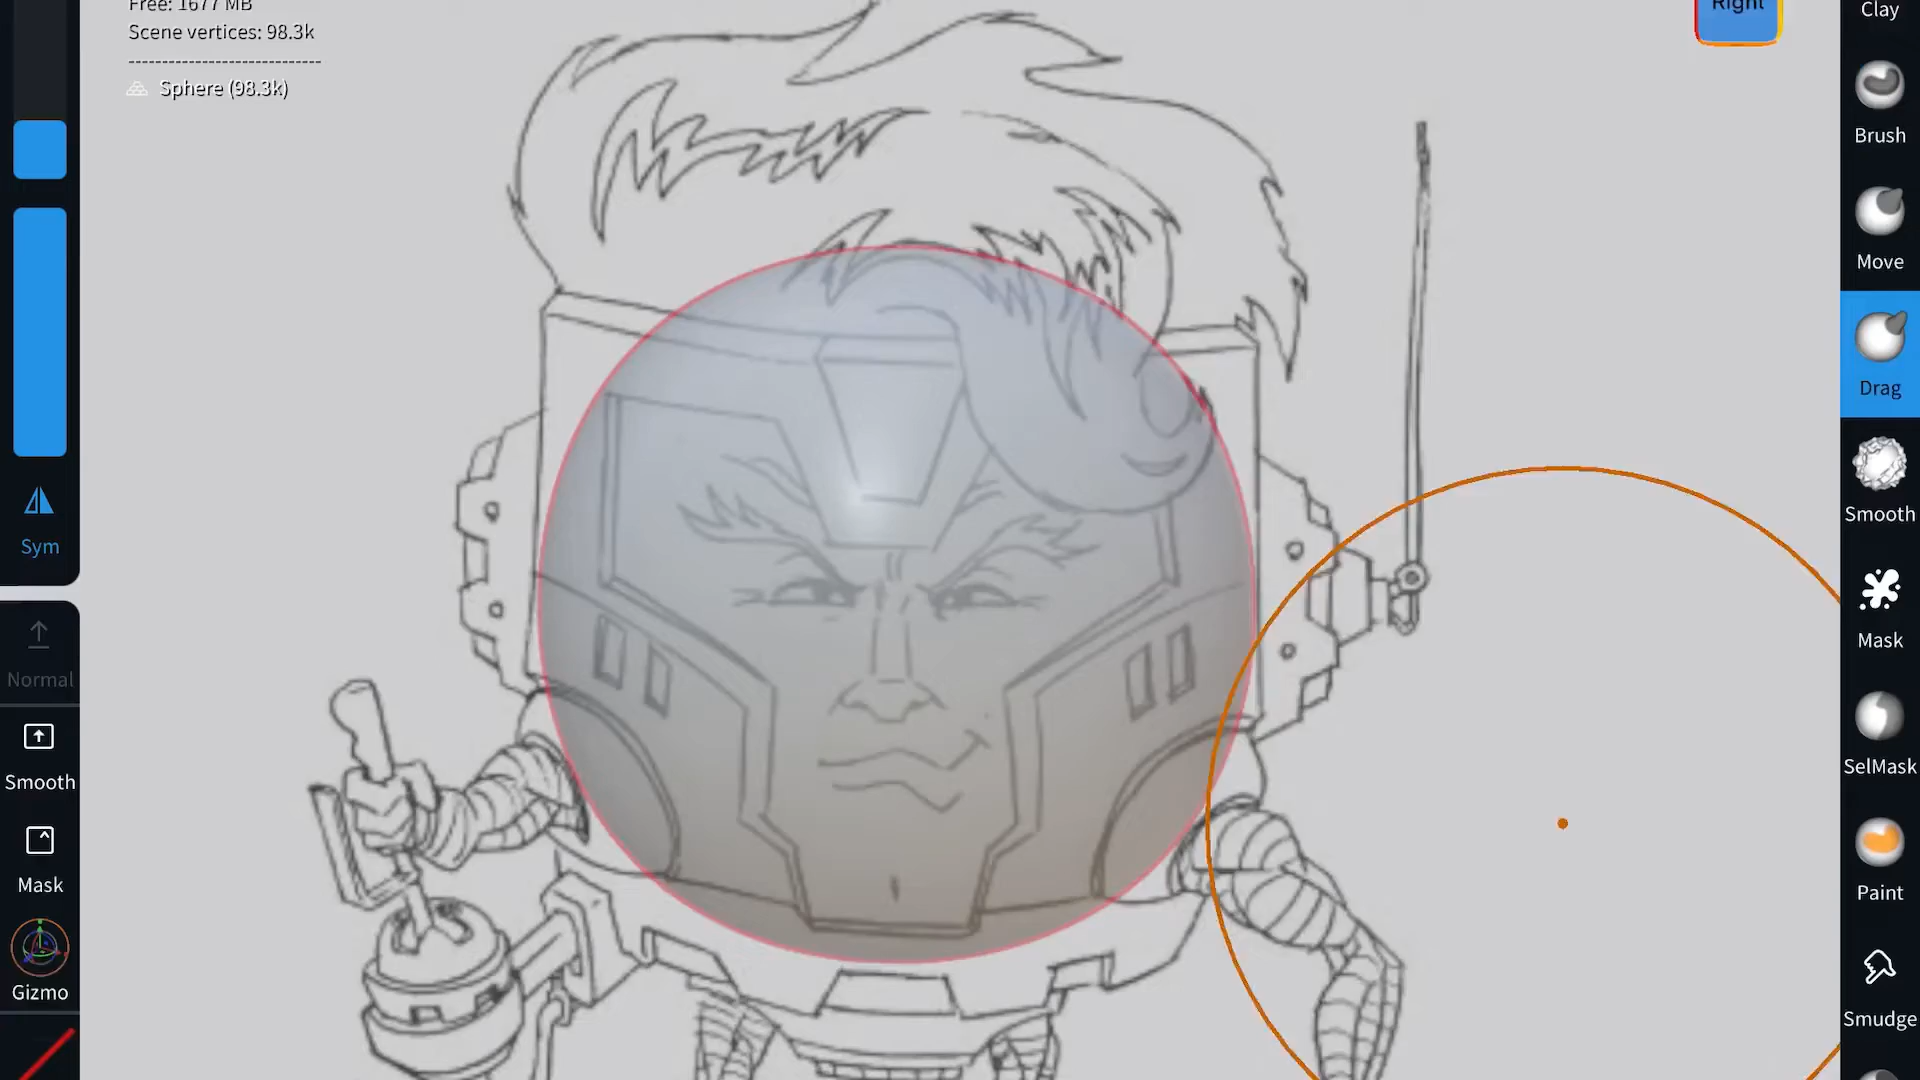 Free: 1677 MB
Scene vertices: 98.3k
----------------------------
Sphere (98.3k)
Right
Sym
Normal
Smooth
Mask
Gizmo
Clay
Brush
Move
Drag
Smooth
Mask
SelMask
Paint
Smudge